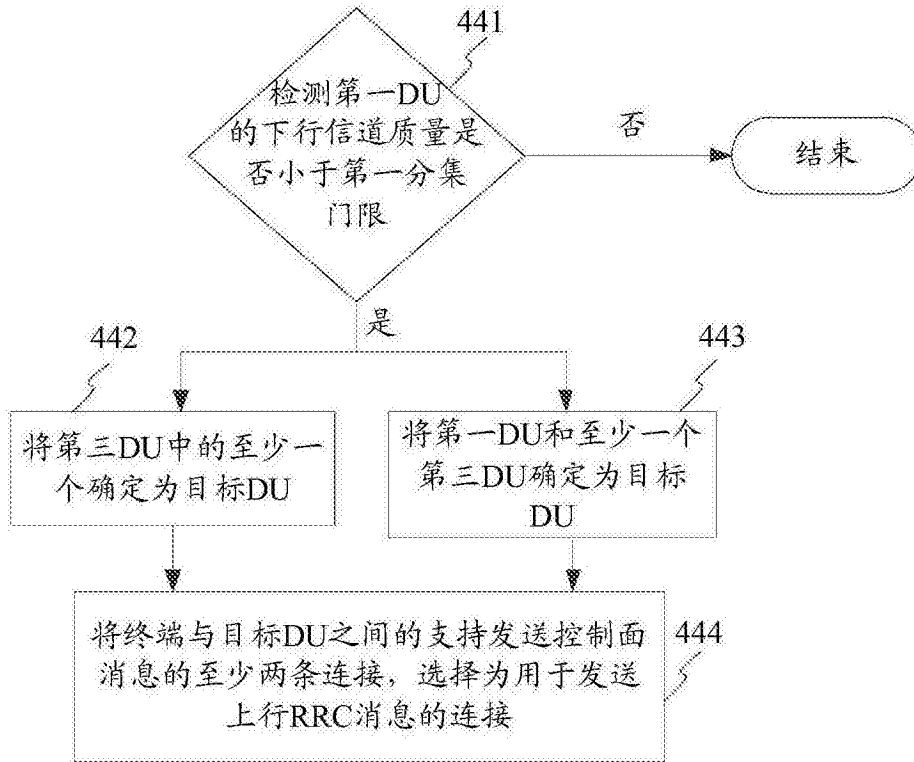 441
检测第一DU
的下行信道质量是
否小于第一分集
门限
否
结束
是
442
443
将第三DU中的至少一
个确定为目标DU
将第一DU和至少一个
第三DU确定为目标
DU
将终端与目标DU之间的支持发送控制面
消息的至少两条连接，选择为用于发送
上行RRC消息的连接
444